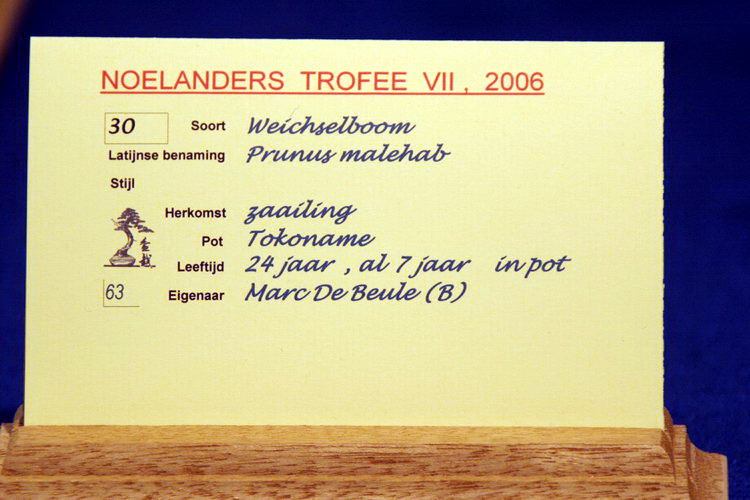 NOELANDERS TROFEE VII , 2006
30 Soort Weichselboom
Latijnse benaming Prunus malehab
Stijl
Herkomst zaailing
Pot Tokoname
Leeftijd 24 jaar , al 7 jaar in pot
63 Eigenaar Marc De Beule (B)